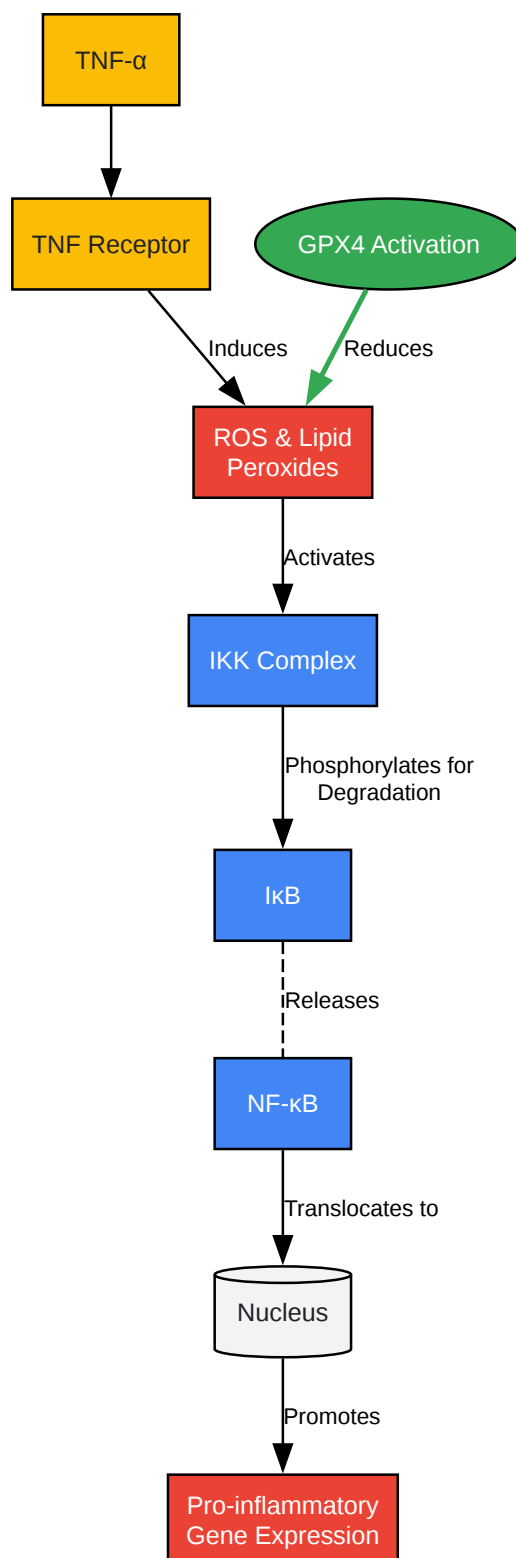 TNF-α
TNF Receptor
GPX4 Activation
Induces
Reduces
ROS & Lipid
Peroxides
Activates
IKK Complex
Phosphorylates for
Degradation
IκB
Releases
NF-κB
Translocates to
Nucleus
Promotes
Pro-inflammatory
Gene Expression